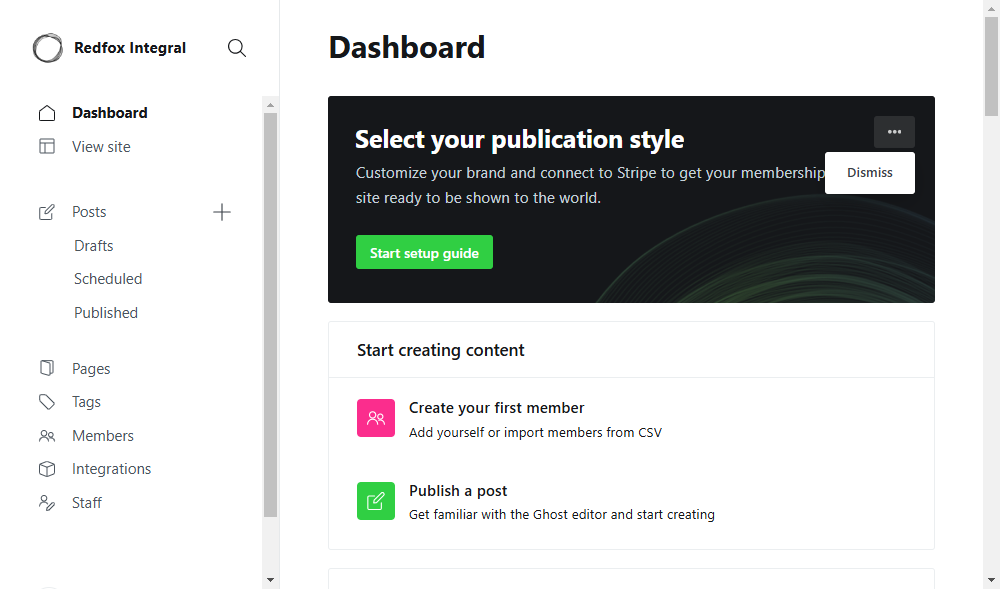 Redfox Integral
Dashboard
View site
Posts
Drafts
Scheduled
Published
Pages
Tags
Members
Integrations
Staff
Dashboard
Select your publication style
Customize your brand and connect to Stripe to get your membership
site ready to be shown to the world.
Dismiss
Start setup guide
Start creating content
Create your first member
Add yourself or import members from CSV
Publish a post
Get familiar with the Ghost editor and start creating